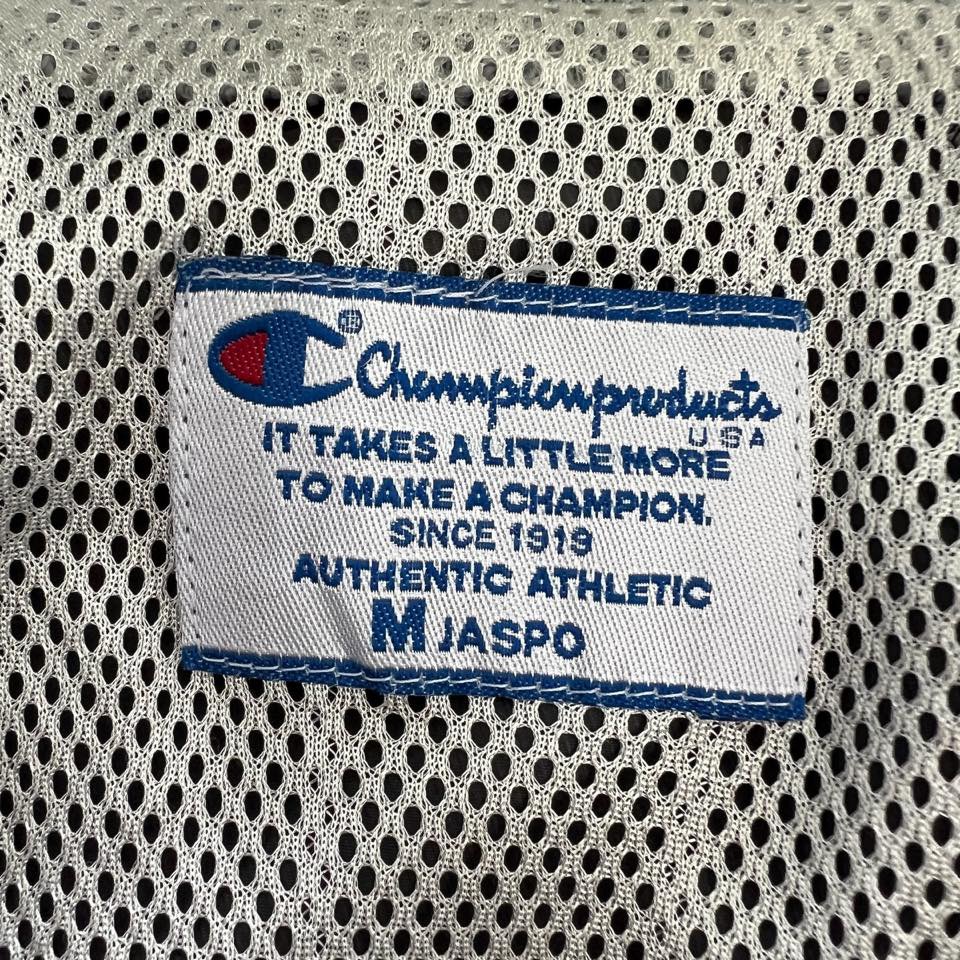 ® Championproducts
USA
IT TAKES A LITTLE MORE
TO MAKE A CHAMPION.
SINCE 1919
AUTHENTIC ATHLETIC
M JASPO